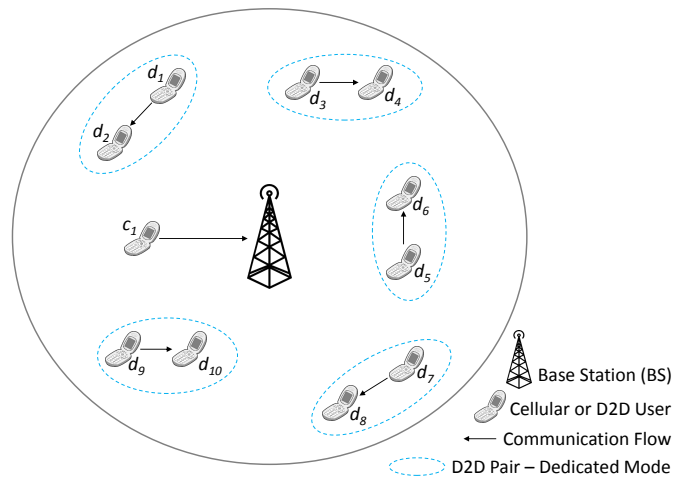 d1
d2
d3
d4
c1
d6
d5
d9
d10
d7
d8
Base Station (BS)
Cellular or D2D User
Communication Flow
D2D Pair – Dedicated Mode